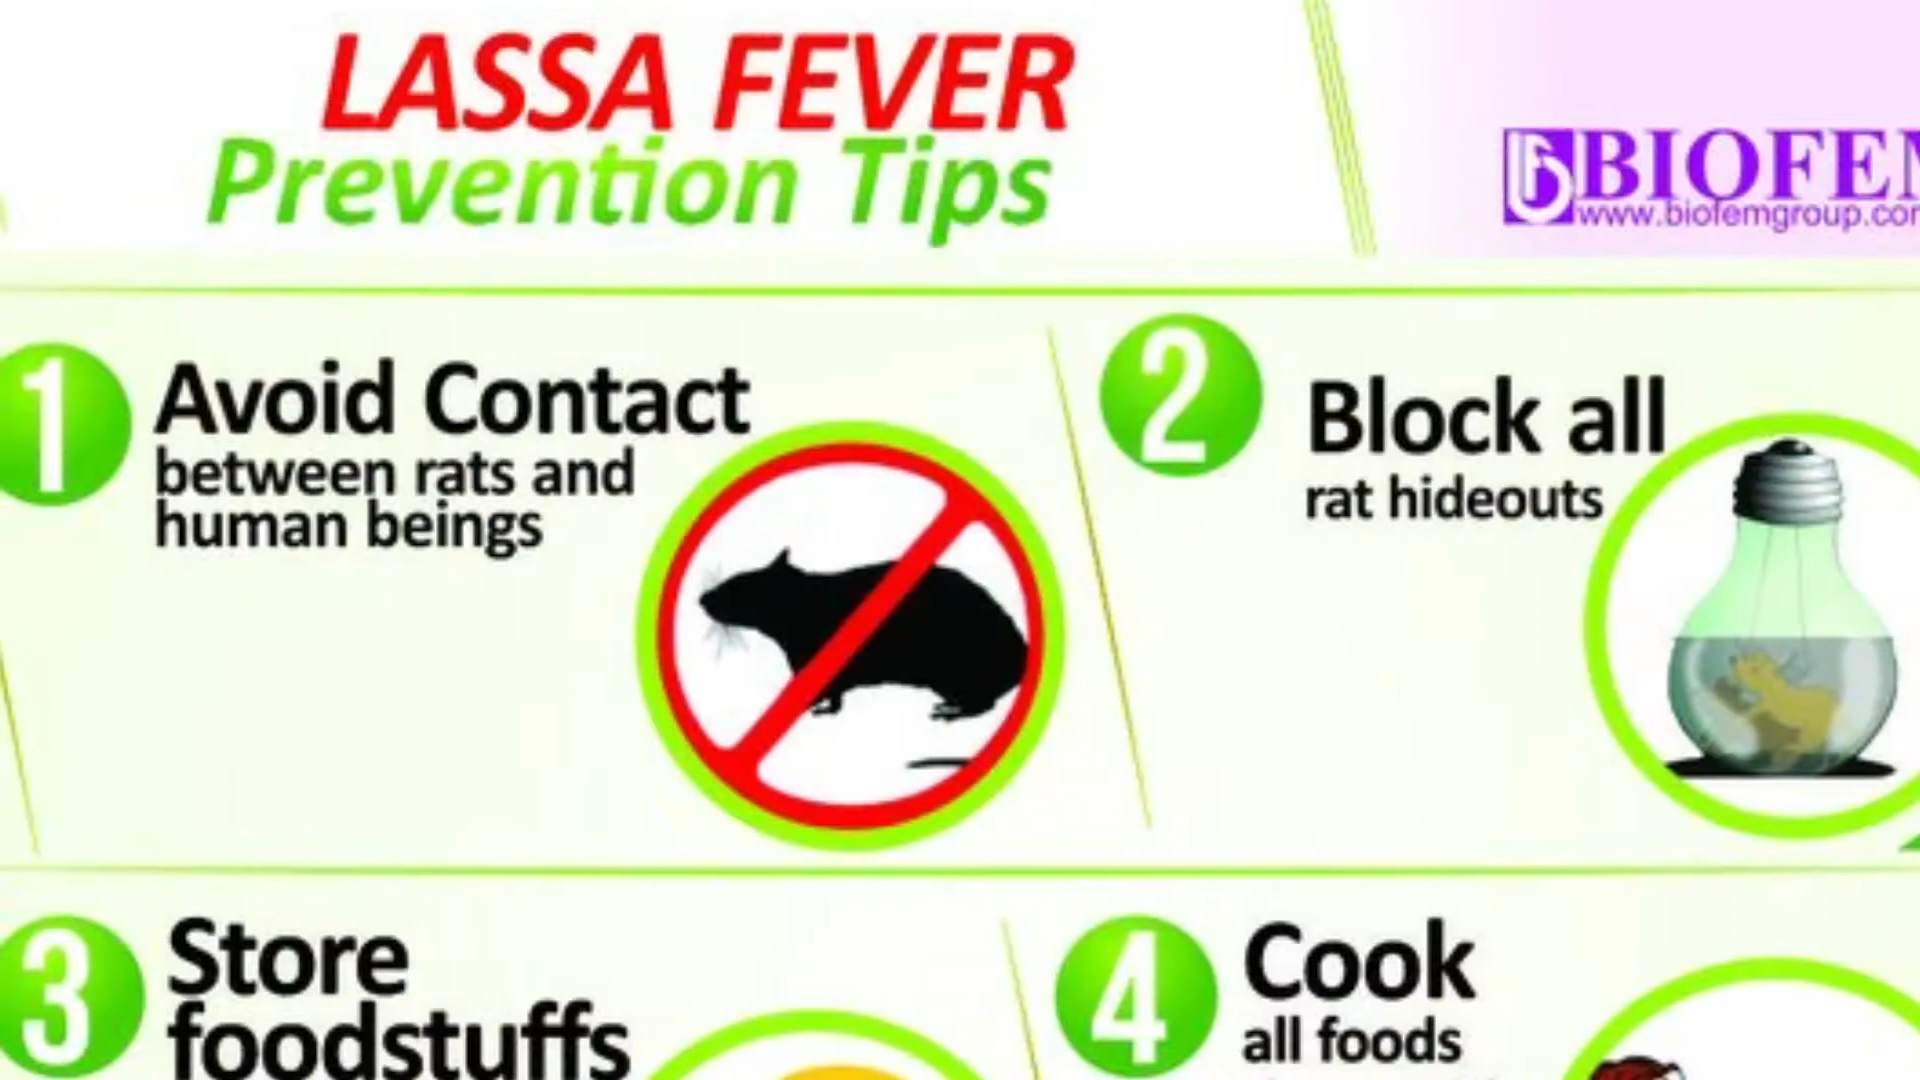 LASSA FEVER
Prevention Tips
BIOFEM
www.biofemgroup.com
1
Avoid Contact
between rats and
human beings
2
Block all
rat hideouts
3
Store
foodstuffs
4
Cook
all foods